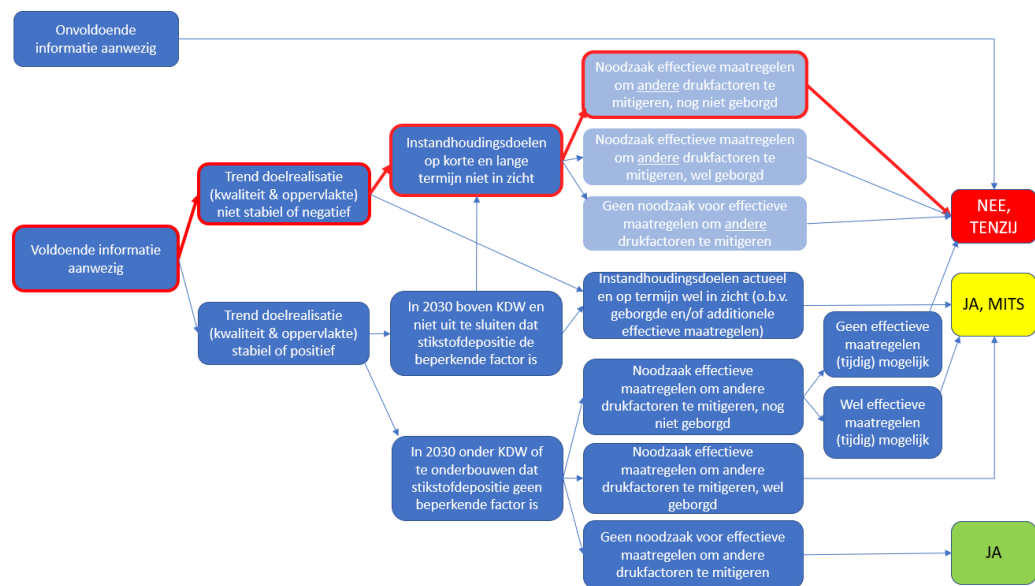 Onvoldoende
informatie aanwezig
Voldoende informatie
aanwezig
Trend doelrealisatie
(kwaliteit & oppervlakte)
niet stabiel of negatief
Trend doelrealisatie
(kwaliteit & oppervlakte)
stabiel of positief
Instandhoudingsdoelen
op korte en lange
termijn niet in zicht
In 2030 boven KDW en
niet uit te sluiten dat
stikstofdepositie de
beperkende factor is
In 2030 onder KDW of
te onderbouwen dat
stikstofdepositie geen
beperkende factor is
Noodzaak effectieve maatregelen
om andere drukfactoren te
mitigeren, nog niet geborgd
Noodzaak effectieve maatregelen
om andere drukfactoren te
mitigeren, wel geborgd
Geen noodzaak voor effectieve
maatregelen om andere
drukfactoren te mitigeren
Instandhoudingsdoelen actueel
en op termijn wel in zicht (o.b.v.
geborgde en/of additionele
effectieve maatregelen)
Noodzaak effectieve
maatregelen om andere
drukfactoren te mitigeren, nog
niet geborgd
Noodzaak effectieve
maatregelen om andere
drukfactoren te mitigeren, wel
geborgd
Geen noodzaak voor effectieve
maatregelen om andere
drukfactoren te mitigeren
Geen effectieve
maatregelen
(tijdig) mogelijk
Wel effectieve
maatregelen
(tijdig) mogelijk
NEE,
TENZIJ
JA, MITS
JA